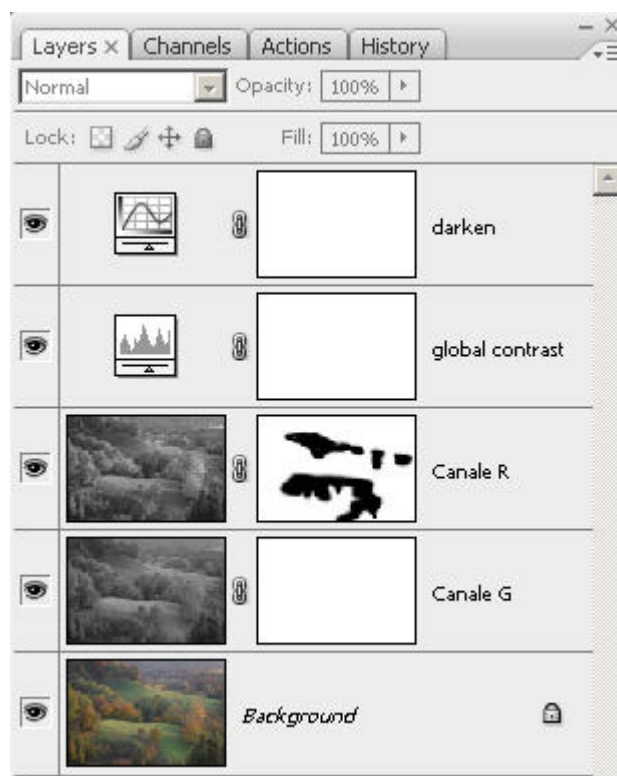 Layers × Channels Actions History
Normal Opacity: 100%
Lock: Fill: 100%
darken
global contrast
Canale R
Canale G
Background